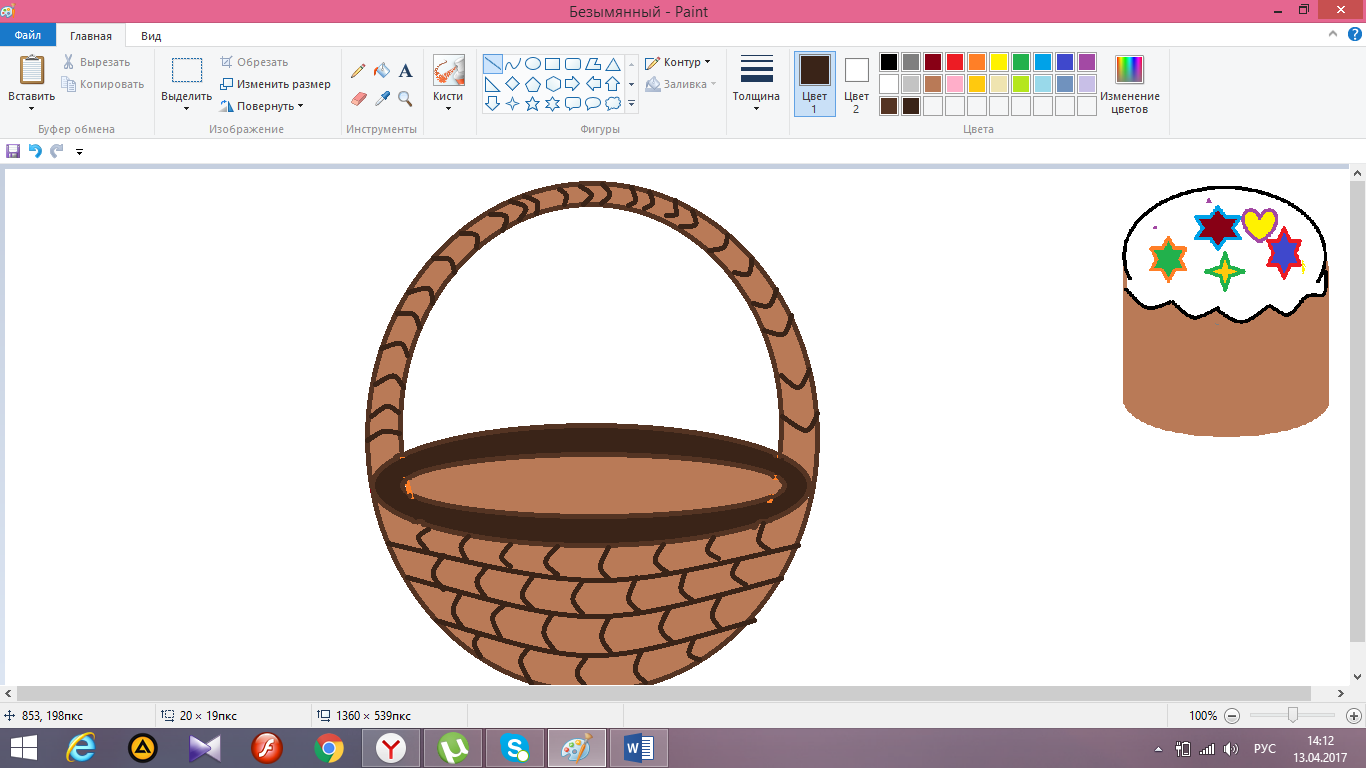 Безымянный - Paint
Файл Главная Вид
Вставить
Вырезать
Копировать
Буфер обмена
Выделить
Обрезать
Изменить размер
Повернуть
Изображение
A
Инструменты
Кисти
Контур
Заливка
Фигуры
Толщина
Цвет 1
Цвет 2
Изменение цветов
Цвета
853, 198пкс 20 × 19пкс 1360 × 539пкс 100%
РУС 14:12
13.04.2017